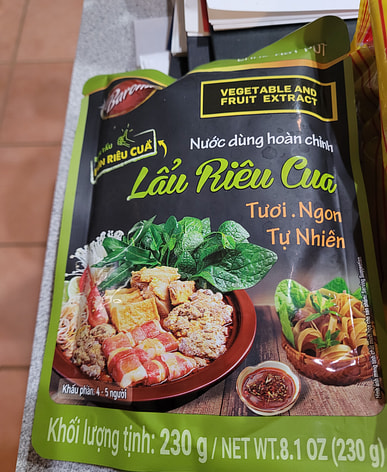 Barona
VEGETABLE AND
FRUIT EXTRACT
BÚN RIÊU CUA
Nước dùng hoàn chỉnh
Lẩu Riêu Cua
Tươi . Ngon
Tự Nhiên
Khẩu phần: 4 - 5 người
Khối lượng tịnh: 230 g / NET WT.8.1 OZ (230 g)